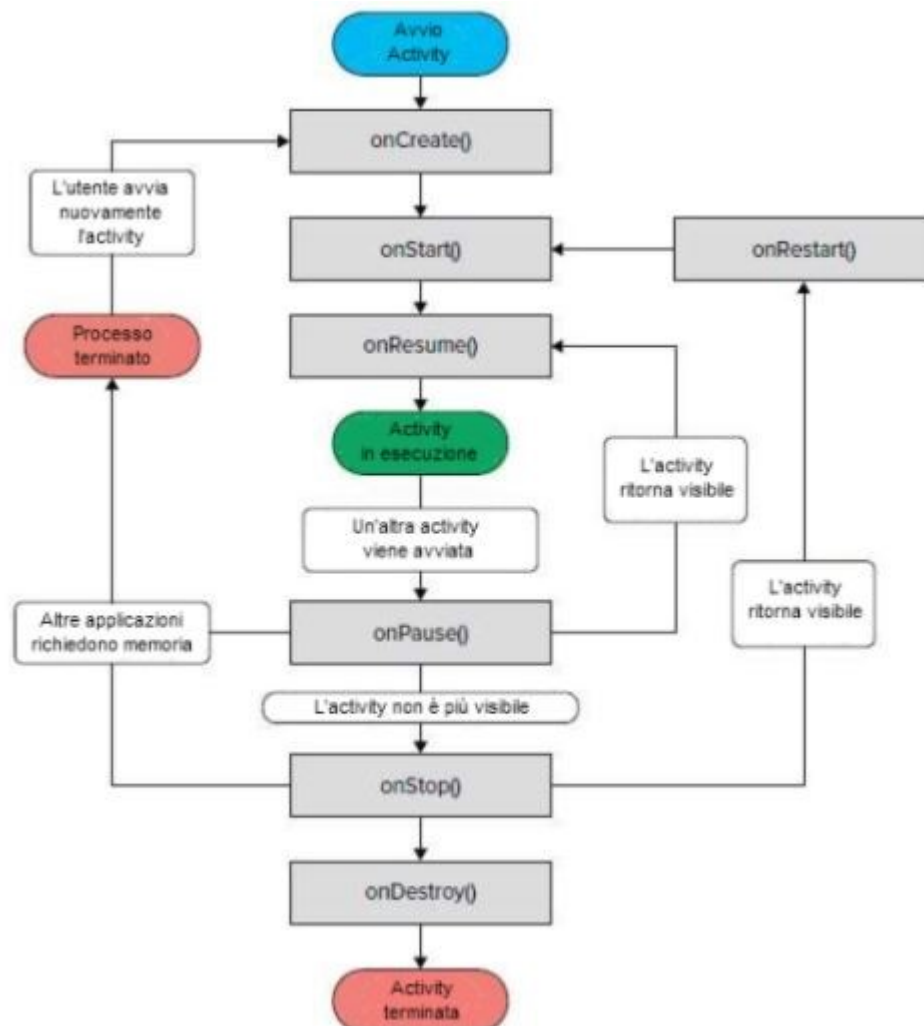 Avvio
Activity
onCreate()
L'utente avvia
nuovamente
l'activity
onStart()
onRestart()
Processo
terminato
onResume()
Activity
in esecuzione
L'activity
ritorna visibile
Un'altra activity
viene avviata
L'activity
ritorna visibile
Altre applicazioni
richiedono memoria
onPause()
L'activity non è più visibile
onStop()
onDestroy()
Activity
terminata